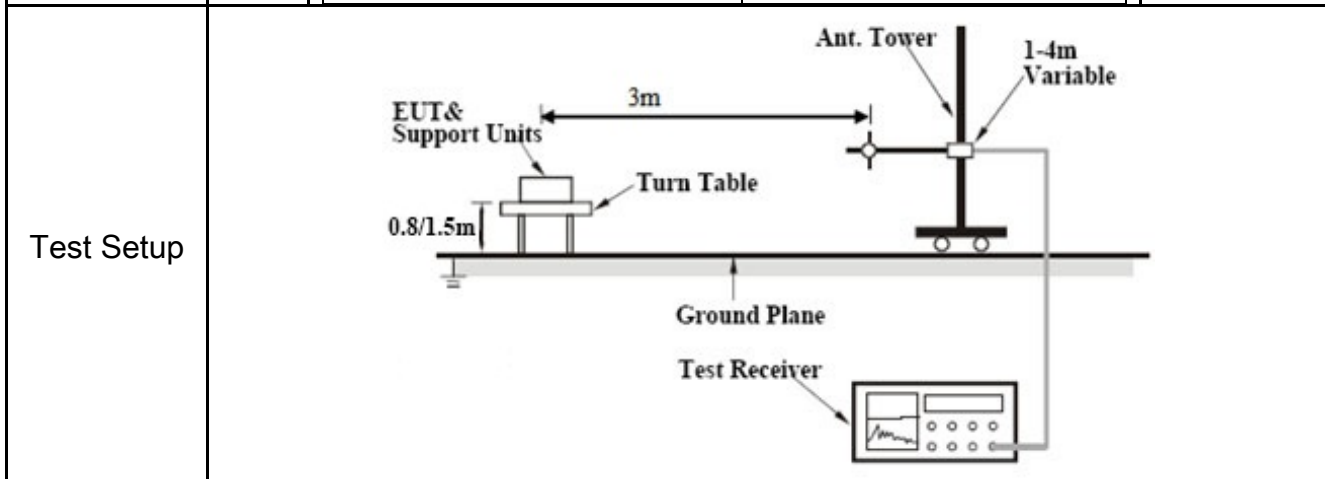 Test Setup
Ant. Tower
1-4m
Variable
3m
EUT&
Support Units
Turn Table
0.8/1.5m
Ground Plane
Test Receiver